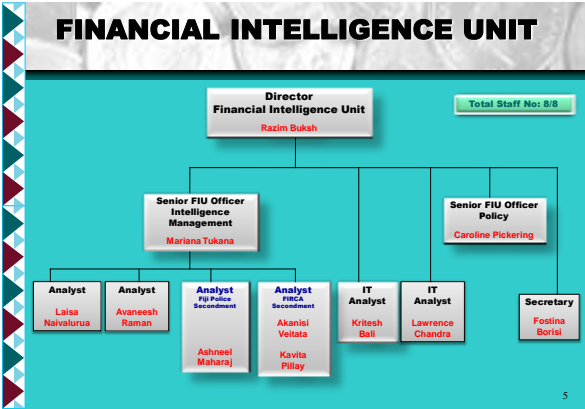 FINANCIAL INTELLIGENCE UNIT
Director
Financial Intelligence Unit
Razim Buksh
Total Staff No: 8/8
Senior FIU Officer
Intelligence
Management
Mariana Tukana
Senior FIU Officer
Policy
Caroline Pickering
Analyst
Laisa
Naivalurua
Analyst
Avaneesh
Raman
Analyst
Fiji Police
Secondment
Ashneel
Maharaj
Analyst
FIRCA
Secondment
Akanisi
Veitata
Kavita
Pillay
IT
Analyst
Kritesh
Bali
IT
Analyst
Lawrence
Chandra
Secretary
Fostina
Borisi
5